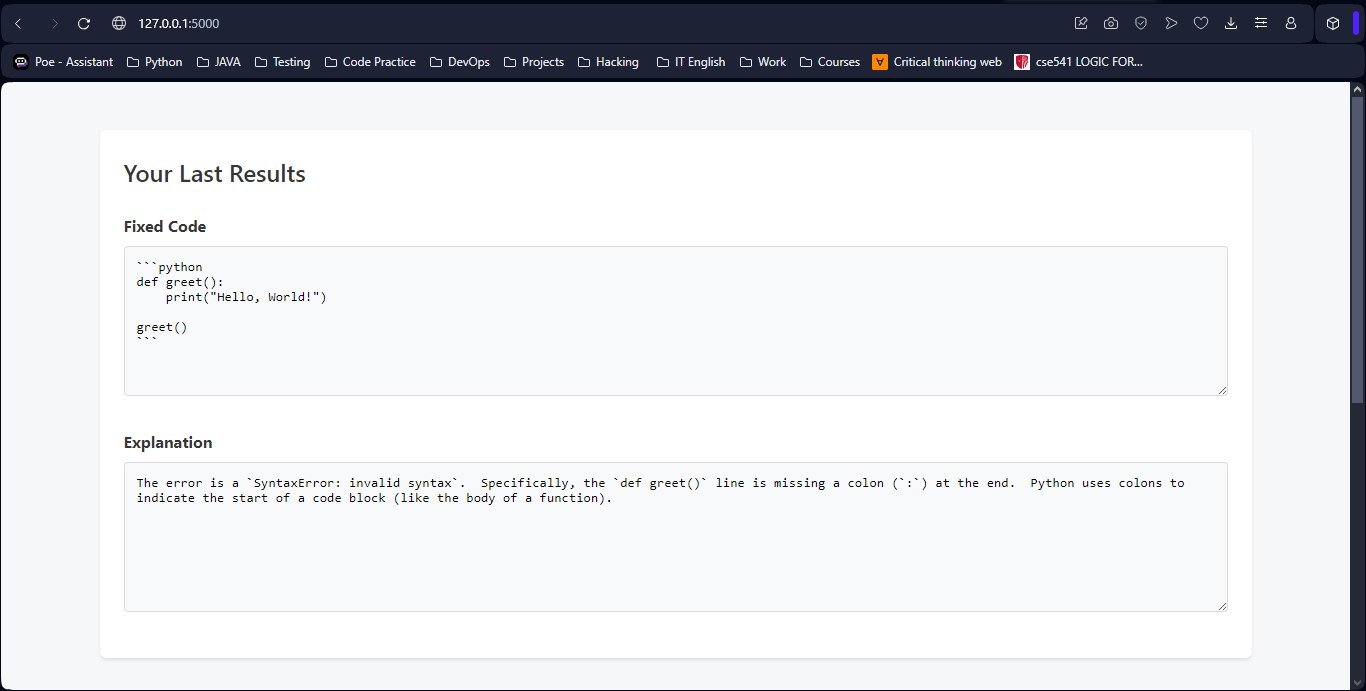 127.0.0.1:5000
Poe - Assistant Python JAVA Testing Code Practice DevOps Projects Hacking IT English Work Courses Critical thinking web cse541 LOGIC FOR...
Your Last Results
Fixed Code
```python
def greet():
    print("Hello, World!")

greet()
```
Explanation
The error is a `SyntaxError: invalid syntax`.  Specifically, the `def greet()` line is missing a colon (`:`) at the end.  Python uses colons to
indicate the start of a code block (like the body of a function).